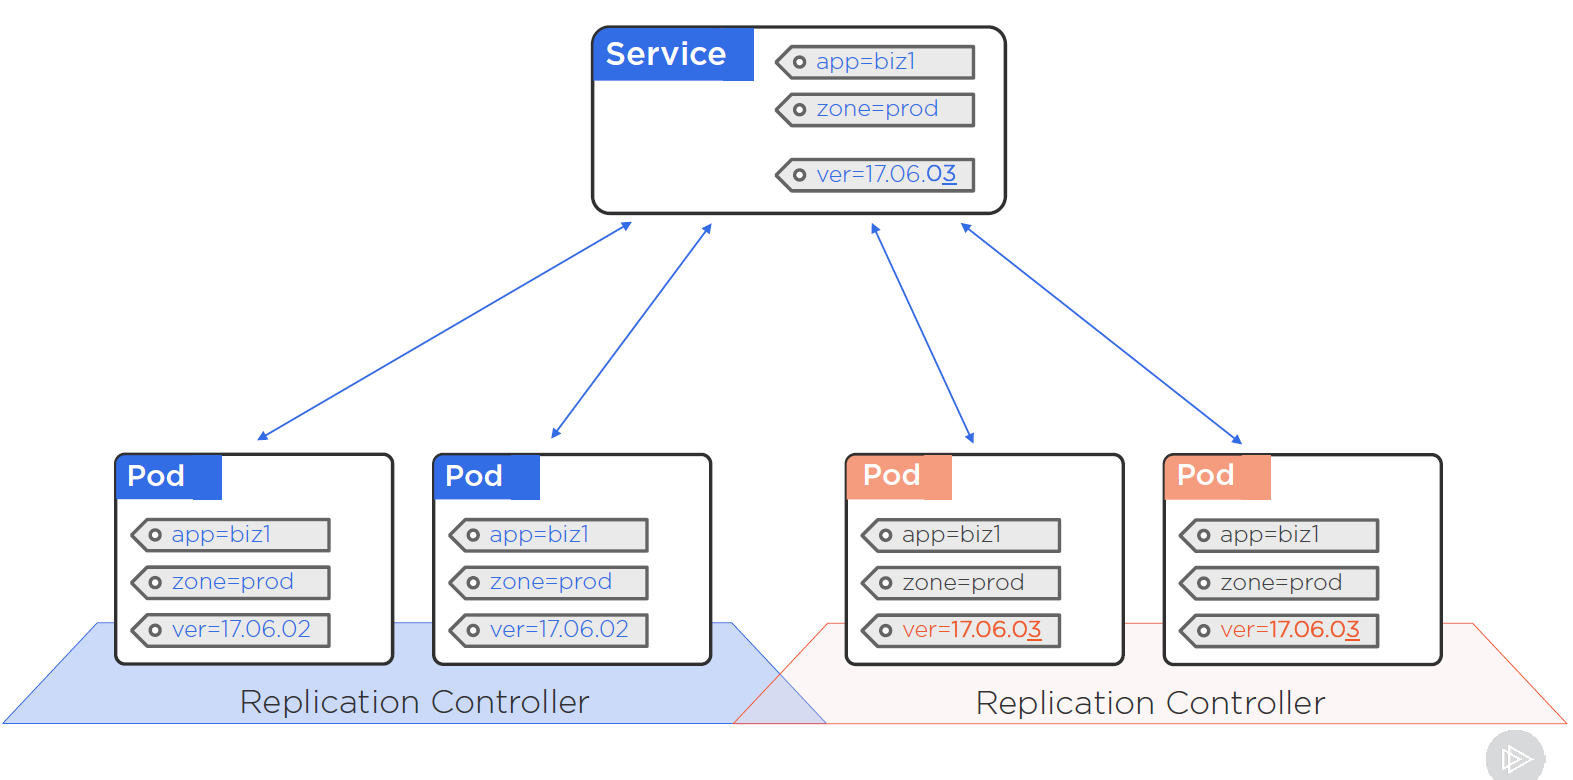 Service
app=biz1
zone=prod
ver=17.06.03
Pod
app=biz1
zone=prod
ver=17.06.02
Pod
app=biz1
zone=prod
ver=17.06.02
Pod
app=biz1
zone=prod
ver=17.06.03
Pod
app=biz1
zone=prod
ver=17.06.03
Replication Controller
Replication Controller